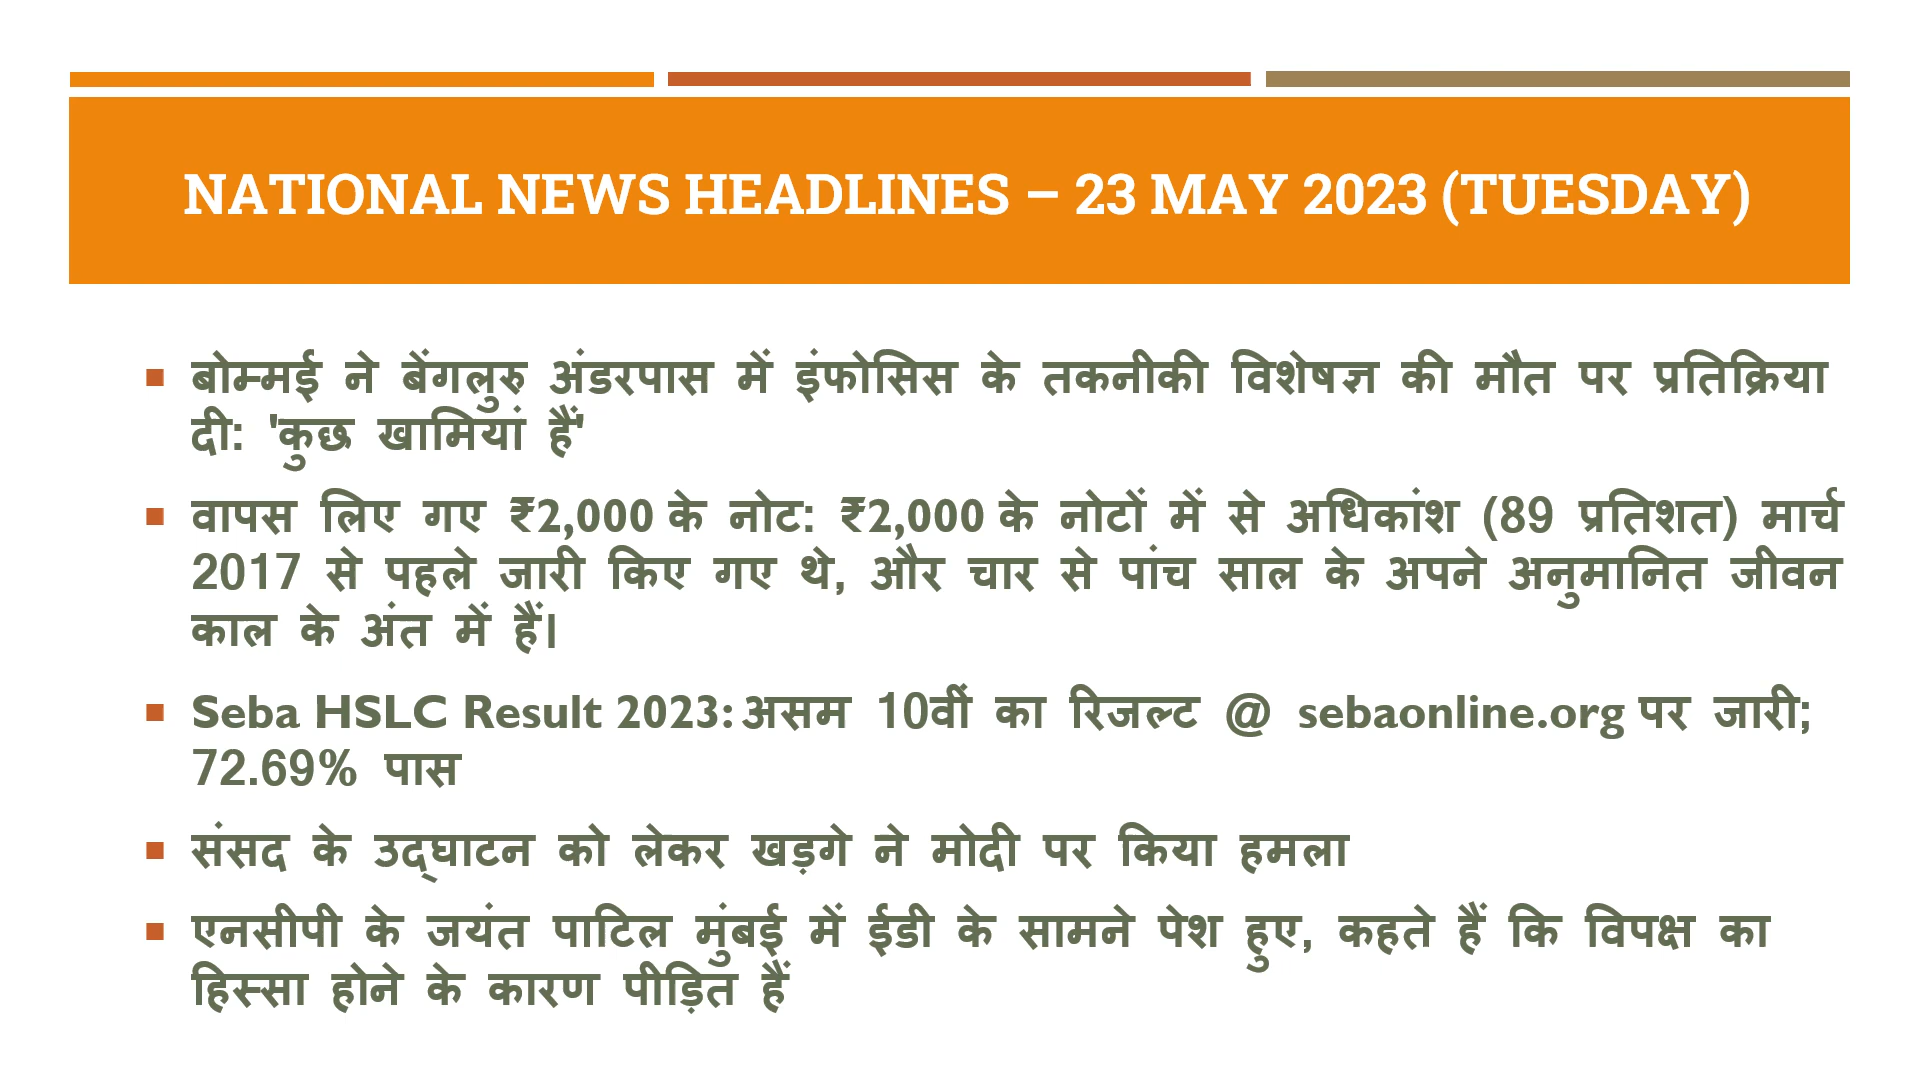 NATIONAL NEWS HEADLINES – 23 MAY 2023 (TUESDAY)
बोम्मई ने बेंगलुरु अंडरपास में इंफोसिस के तकनीकी विशेषज्ञ की मौत पर प्रतिक्रिया
दी: 'कुछ खामियां हैं'
वापस लिए गए ₹2,000 के नोट: ₹2,000 के नोटों में से अधिकांश (89 प्रतिशत) मार्च
2017 से पहले जारी किए गए थे, और चार से पांच साल के अपने अनुमानित जीवन
काल के अंत में हैं।
Seba HSLC Result 2023: असम 10वीं का रिजल्ट @ sebaonline.org पर जारी;
72.69% पास
संसद के उद्घाटन को लेकर खड़गे ने मोदी पर किया हमला
एनसीपी के जयंत पाटिल मुंबई में ईडी के सामने पेश हुए, कहते हैं कि विपक्ष का
हिस्सा होने के कारण पीड़ित हैं